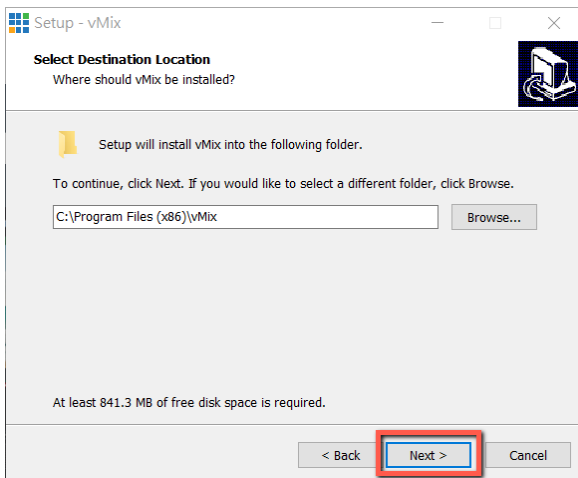 Setup - vMix
Select Destination Location
Where should vMix be installed?
Setup will install vMix into the following folder.
To continue, click Next. If you would like to select a different folder, click Browse.
C:\Program Files (x86)\vMix
Browse...
At least 841.3 MB of free disk space is required.
< Back
Next >
Cancel